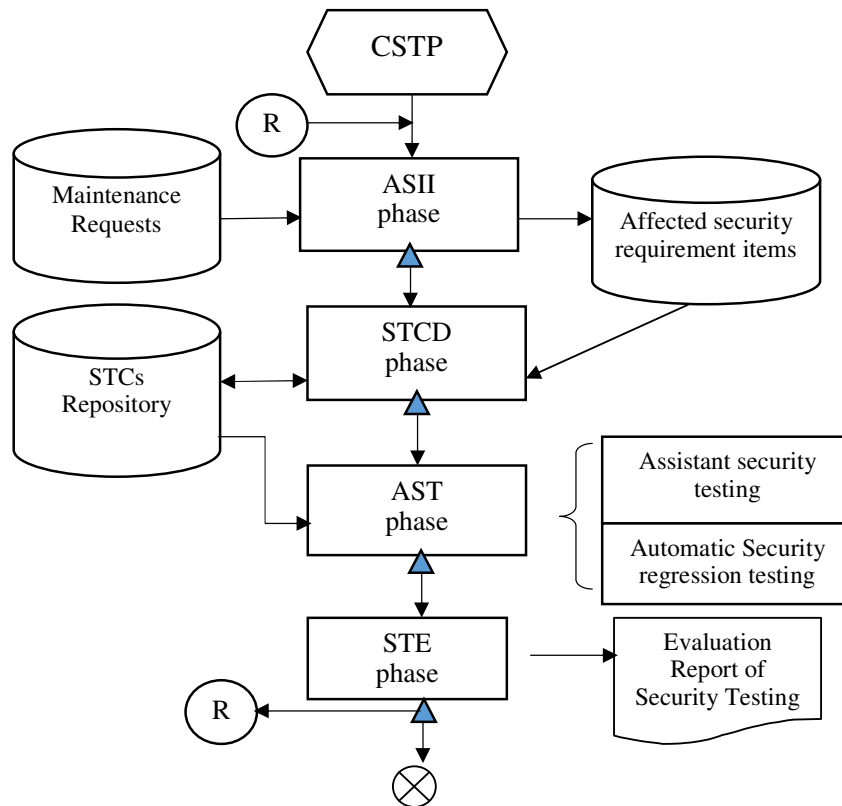 CSTP
R
Maintenance
Requests
ASII
phase
Affected security
requirement items
STCs
Repository
STCD
phase
AST
phase
Assistant security
testing
Automatic Security
regression testing
STE
phase
Evaluation
Report of
Security Testing
R